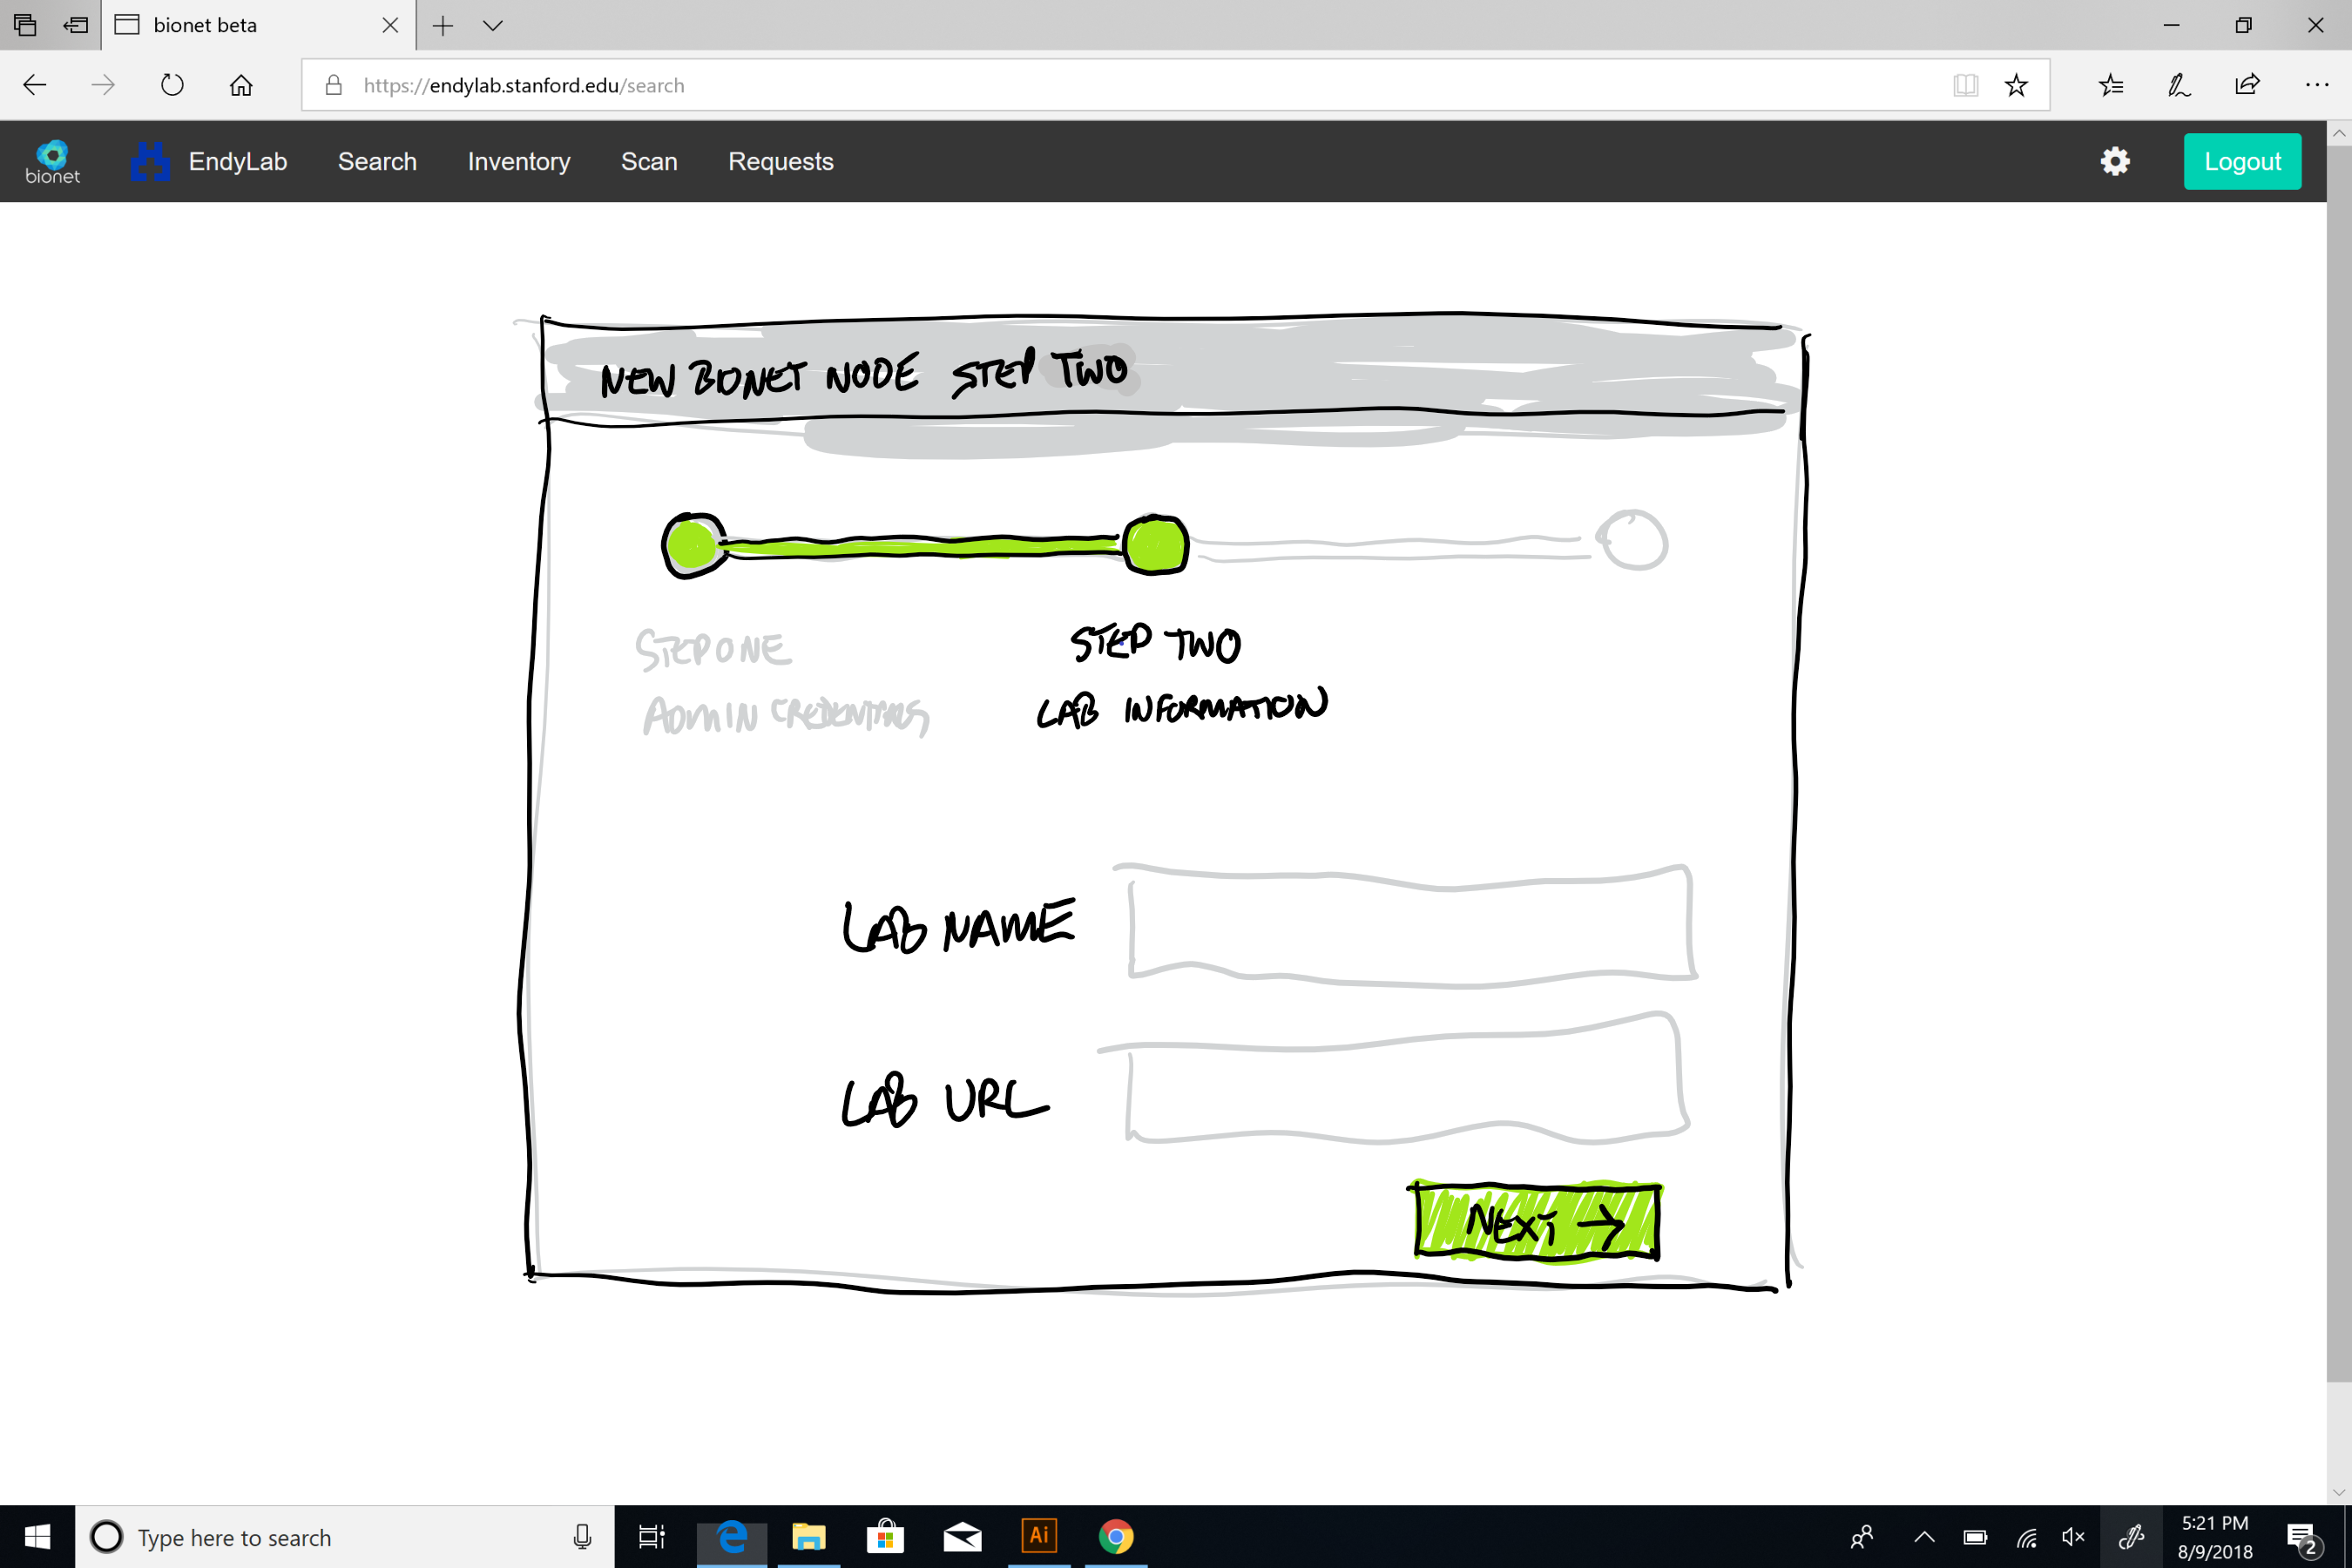 bionet beta
https://endylab.stanford.edu/search
bionet EndyLab Search Inventory Scan Requests Logout
NEW BIONET NODE STEP TWO
STEP ONE STEP TWO
ADMIN CREDENTIALS LAB INFORMATION
LAB NAME
LAB URL
NEXT →
Type here to search
Ai
5:21 PM
8/9/2018
2